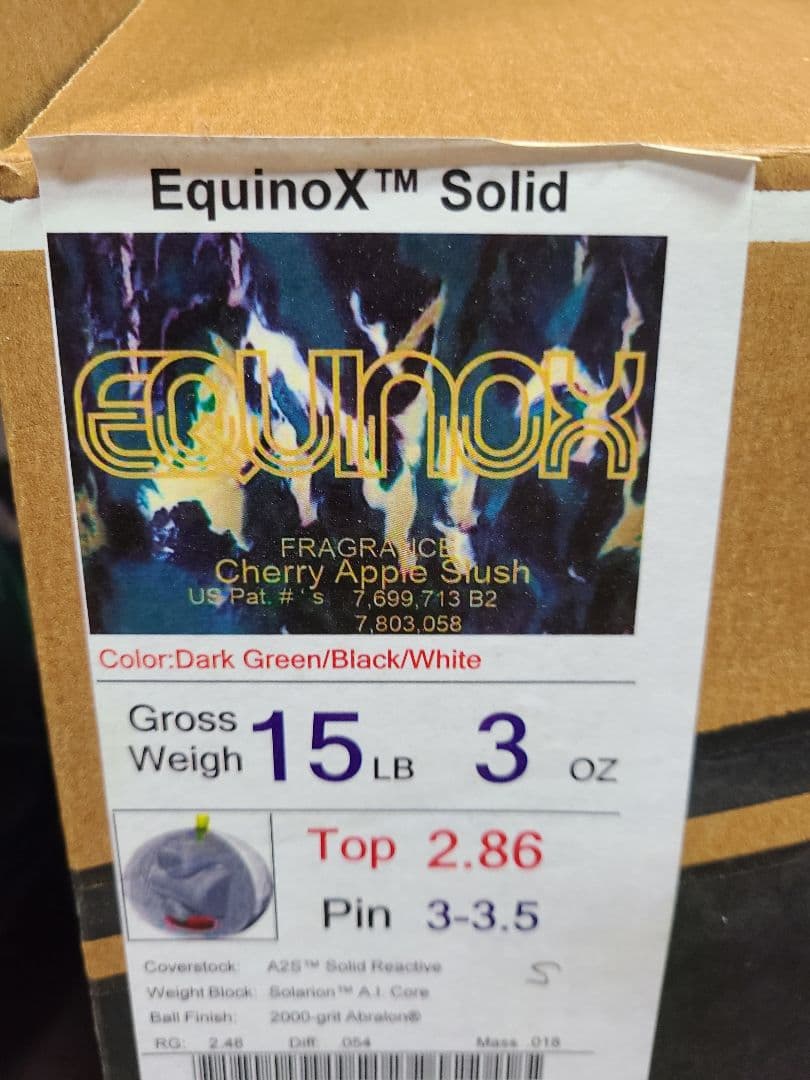 EquinoX™ Solid
EQUINOX
FRAGRANCE
Cherry Apple Slush
US Pat. #'s 7,699,713 B2
7,803,058
Color:Dark Green/Black/White
Gross Weigh 15 LB 3 OZ
Top 2.86
Pin 3-3.5
Coverstock: A2S™ Solid Reactive
Weight Block: Solarion™ A.I. Core
Ball Finish: 2000-grit Abralon®
RG: 2.48 Diff: .054 Mass .018